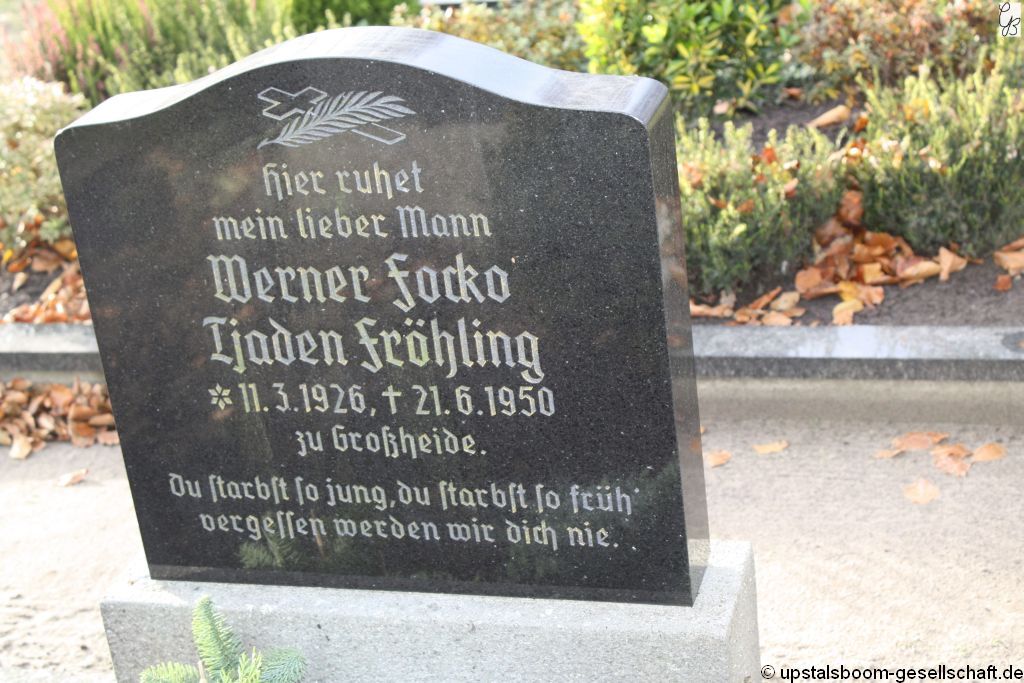 Hier ruhet
mein lieber Mann
Werner Focko
Tjaden Fröhling
* 11. 3. 1926, † 21. 6. 1950
zu Großheide.
Du starbst so jung, du starbst so früh'
vergessen werden wir dich nie.
© upstalsboom-gesellschaft.de